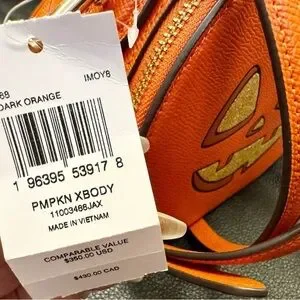 88 IMOY8
DARK ORANGE
1 96395 53917 8
PMPKN XBODY
11003486JAX
MADE IN VIETNAM
COMPARABLE VALUE
$350.00 USD
$430.00 CAD